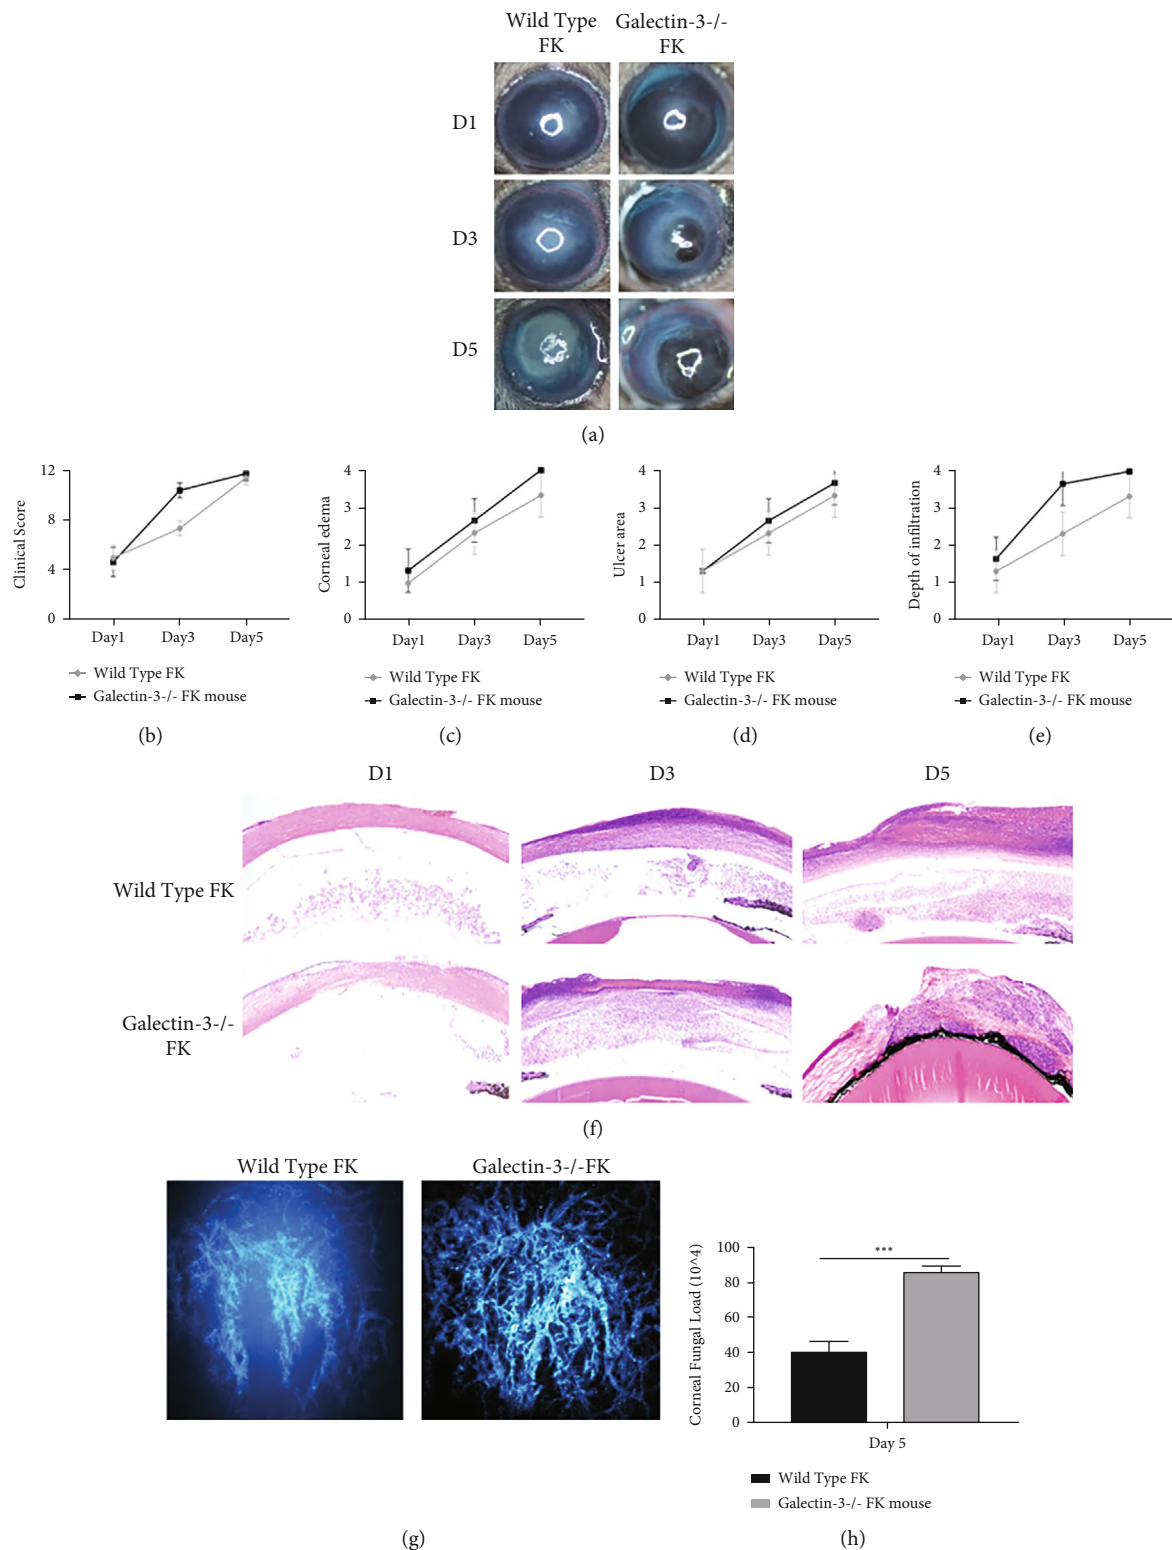 Wild Type
FK
Galectin-3-/-
FK
D1
D3
D5
(a)
Clinical Score
12
8
4
0
Day1
Day3
Day5
Wild Type FK
Galectin-3-/- FK mouse
(b)
Corneal edema
4
3
2
1
0
Day1
Day3
Day5
Wild Type FK
Galectin-3-/- FK mouse
(c)
Ulcer area
4
3
2
1
0
Day1
Day3
Day5
Wild Type FK
Galectin-3-/- FK mouse
(d)
Depth of infiltration
4
3
2
1
0
Day1
Day3
Day5
Wild Type FK
Galectin-3-/- FK mouse
(e)
D1
D3
D5
Wild Type FK
Galectin-3-/-
FK
(f)
Wild Type FK
Galectin-3-/-FK
(g)
Corneal Fungal Load (10^4)
100
80
60
40
20
0
***
Day 5
Wild Type FK
Galectin-3-/- FK mouse
(h)